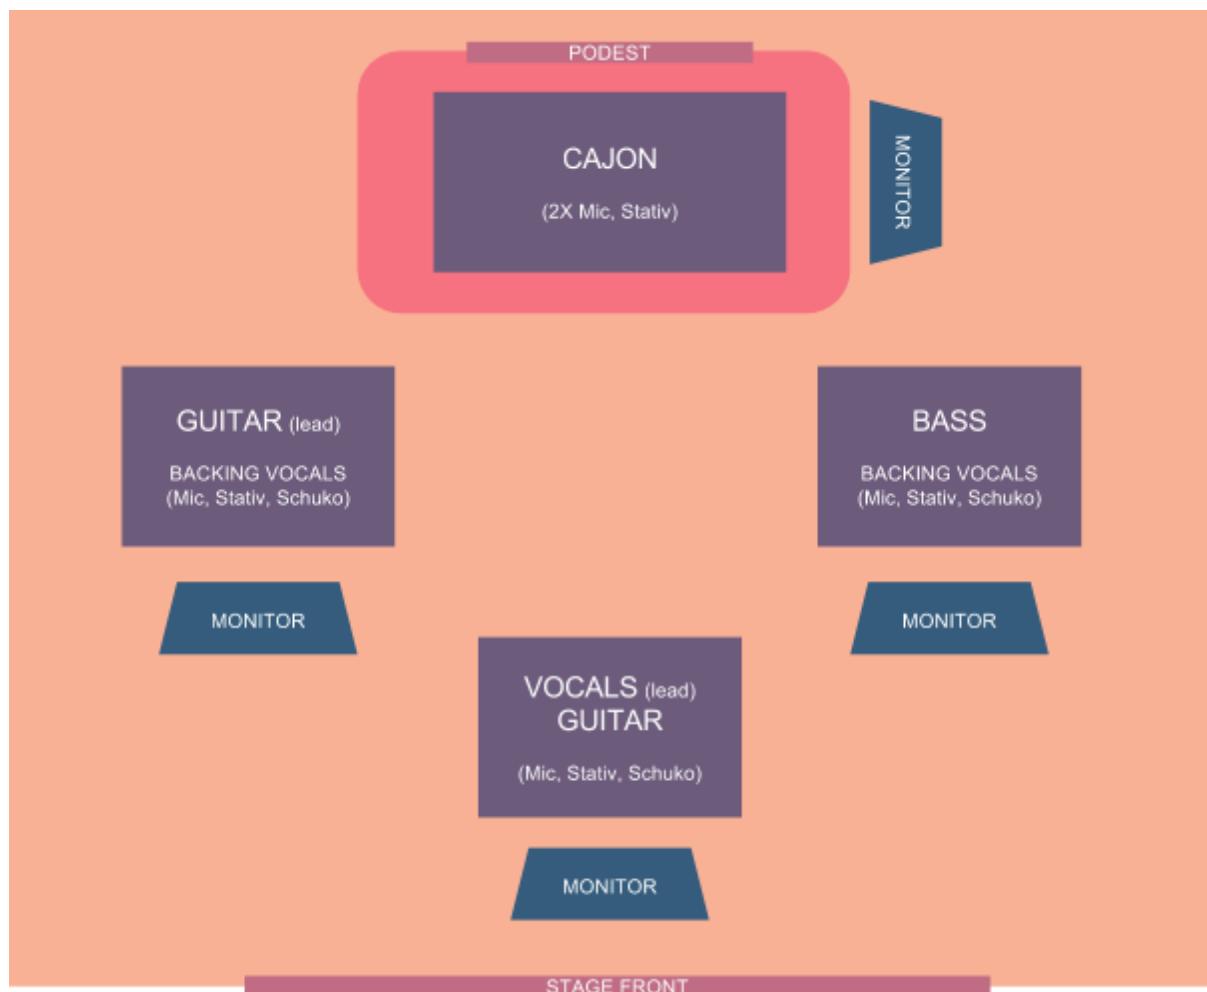 PODEST
CAJON
(2X Mic, Stativ)
MONITOR
GUITAR (lead)
BACKING VOCALS
(Mic, Stativ, Schuko)
BASS
BACKING VOCALS
(Mic, Stativ, Schuko)
MONITOR
MONITOR
VOCALS (lead)
GUITAR
(Mic, Stativ, Schuko)
MONITOR
STAGE FRONT